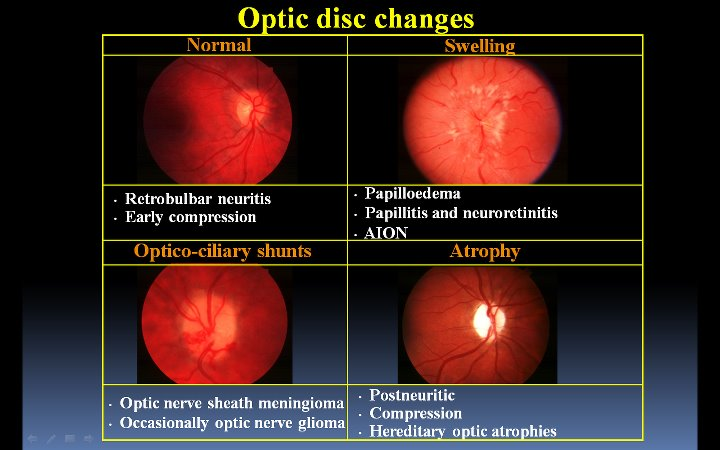 Optic disc changes
Normal
Swelling
• Retrobulbar neuritis
• Early compression
• Papilloedema
• Papillitis and neuroretinitis
• AION
Optico-ciliary shunts
Atrophy
• Optic nerve sheath meningioma
• Occasionally optic nerve glioma
• Postneuritic
• Compression
• Hereditary optic atrophies